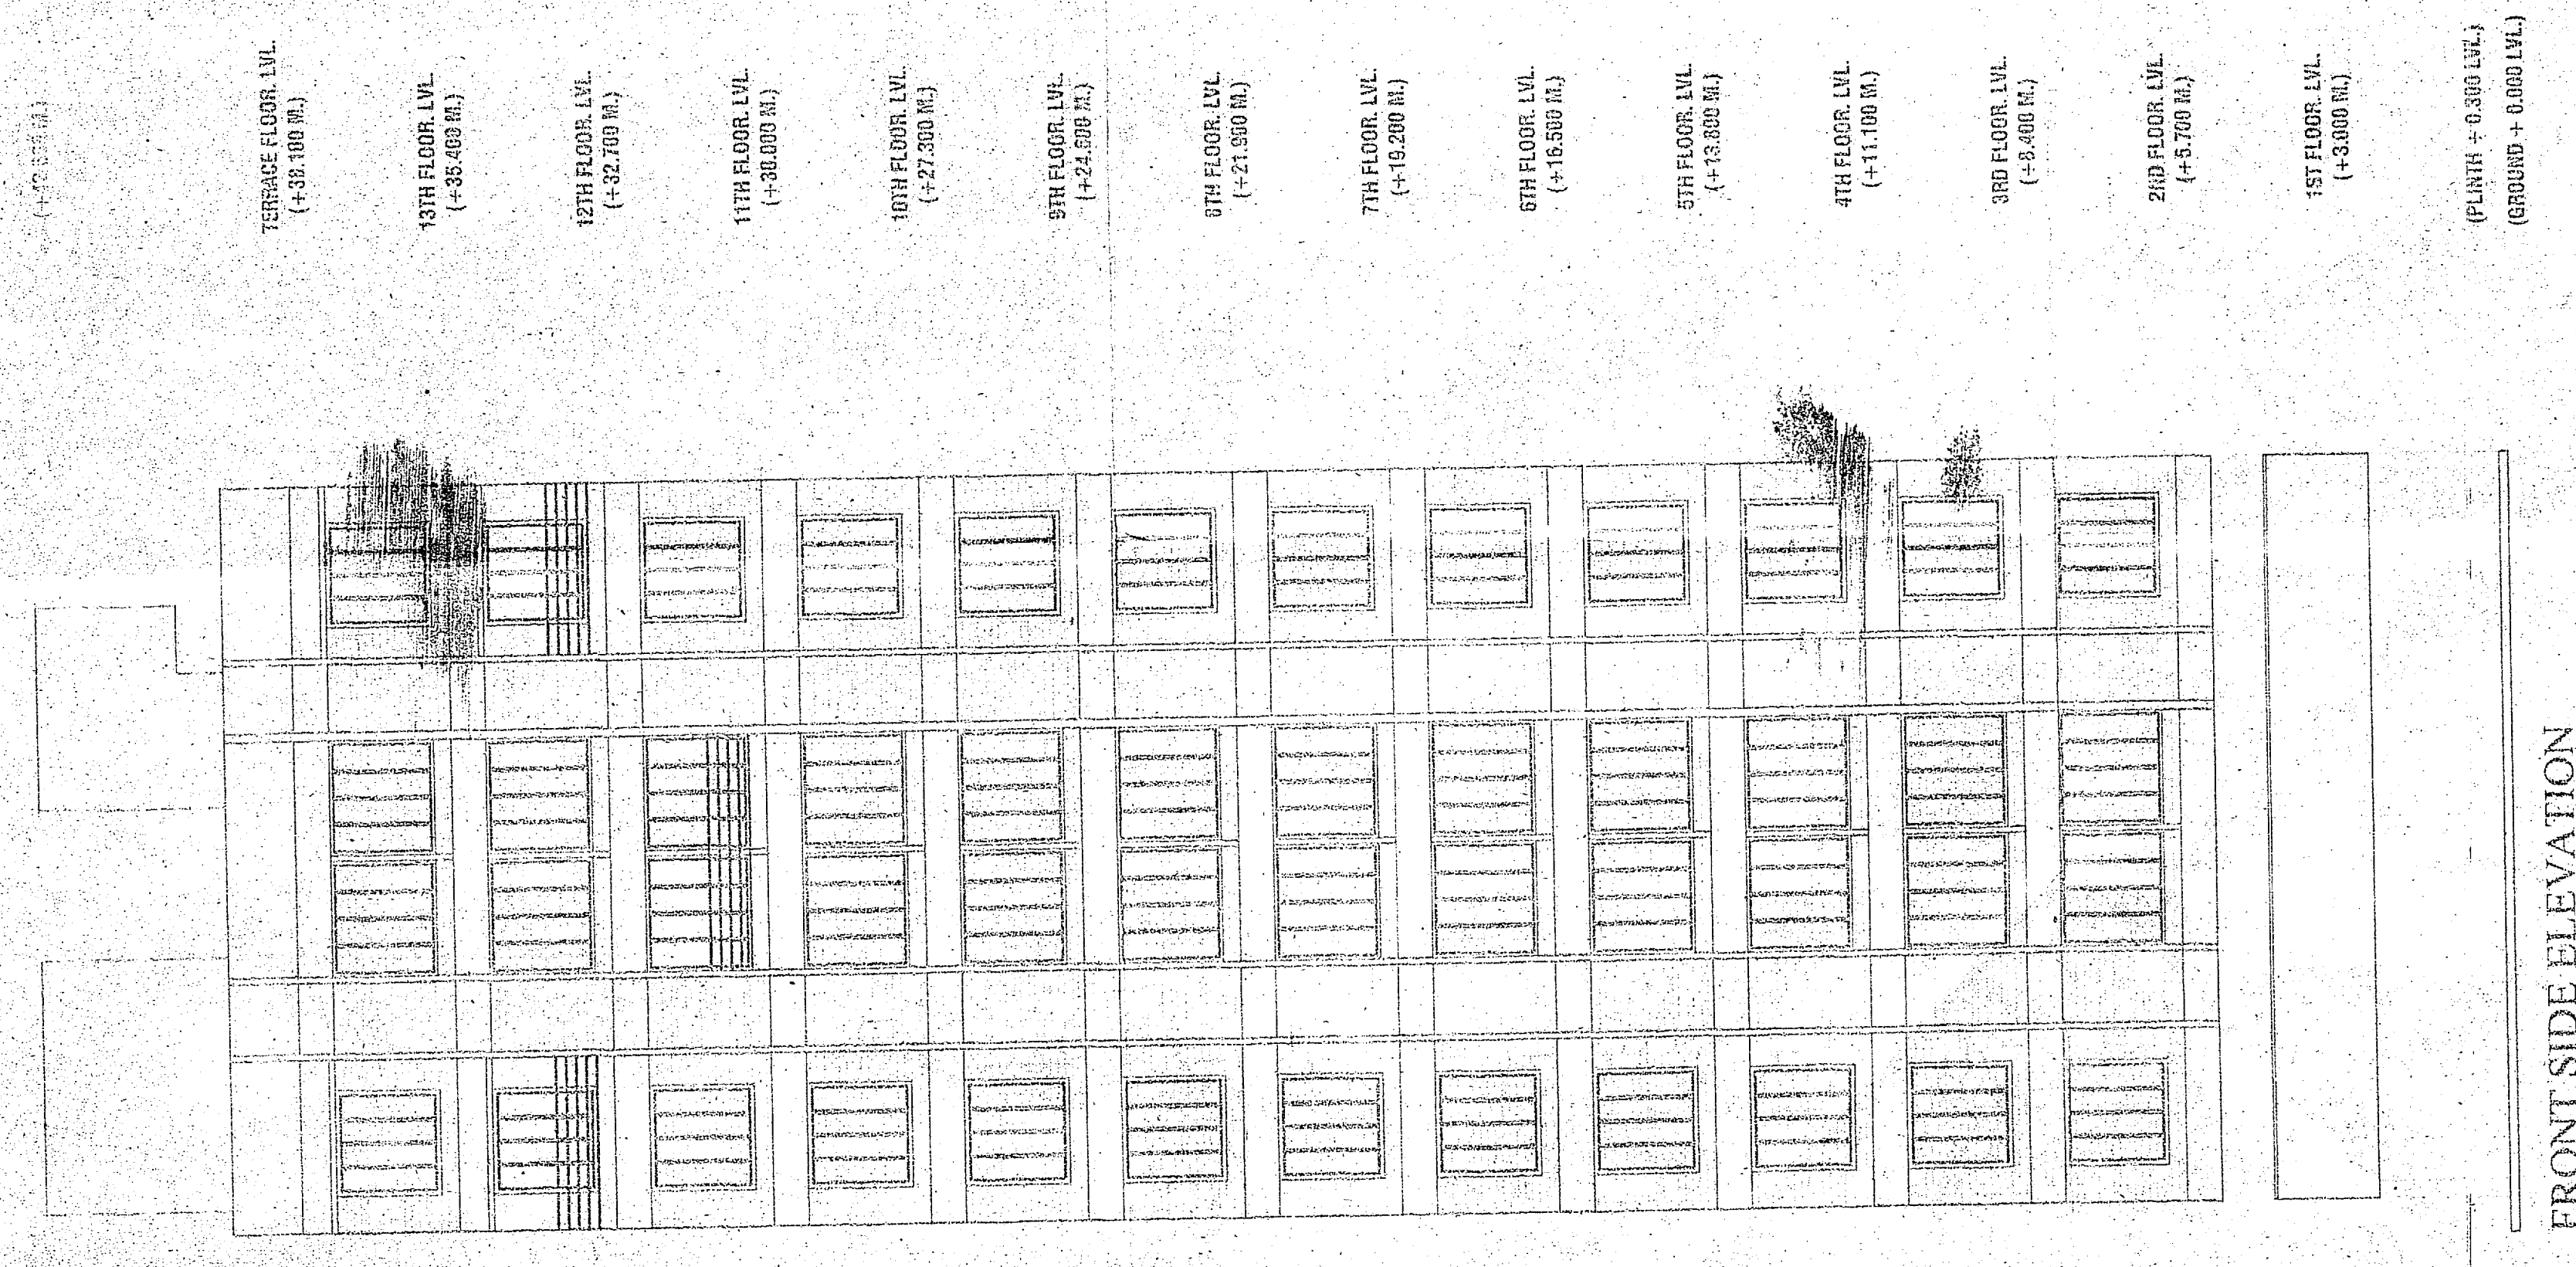 TERRACE FLOOR. LVL.
(+38.100 M.)
13TH FLOOR. LVL.
(+35.400 M.)
12TH FLOOR. LVL.
(+32.700 M.)
11TH FLOOR. LVL.
(+30.000 M.)
10TH FLOOR. LVL.
(+27.300 M.)
9TH FLOOR. LVL.
(+24.600 M.)
8TH FLOOR. LVL.
(+21.900 M.)
7TH FLOOR. LVL.
(+19.200 M.)
6TH FLOOR. LVL.
(+16.500 M.)
5TH FLOOR. LVL.
(+13.800 M.)
4TH FLOOR. LVL.
(+11.100 M.)
3RD FLOOR. LVL.
(+8.400 M.)
2ND FLOOR. LVL.
(+5.700 M.)
1ST FLOOR. LVL.
(+3.000 M.)
(PLINTH + 0.300 LVL.)
(GROUND + 0.000 LVL.)
FRONT SIDE ELEVATION